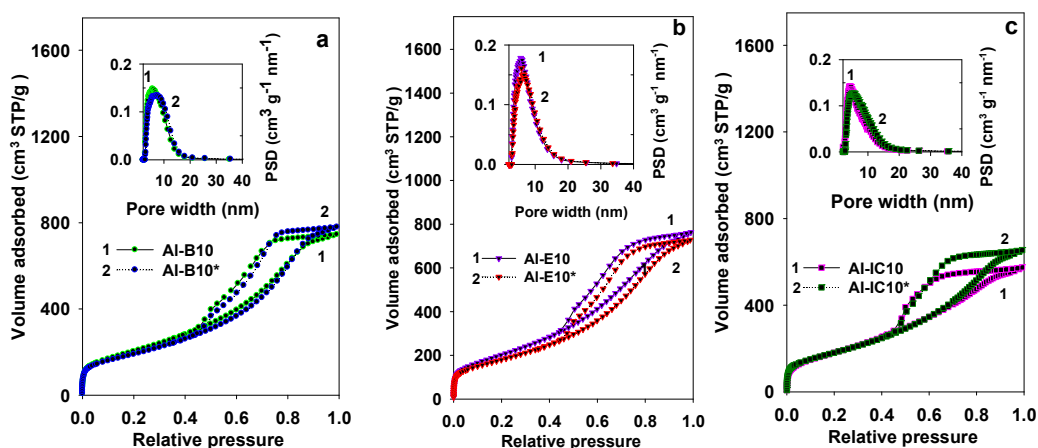 a
Volume adsorbed (cm³ STP/g)
1600
1200
800
400
0
0.0 0.2 0.4 0.6 0.8 1.0
Relative pressure
0.2
0.1
0.0
10 20 30 40
Pore width (nm)
PSD (cm³ g⁻¹ nm⁻¹)
1
2
1 Al-B10
2 Al-B10*
2
1
b
Volume adsorbed (cm³ STP/g)
1600
1400
1200
1000
800
600
400
200
0
0.0 0.2 0.4 0.6 0.8 1.0
Relative pressure
0.2
0.1
0.0
10 20 30 40
Pore width (nm)
PSD (cm³ g⁻¹ nm⁻¹)
1
2
1 Al-E10
2 Al-E10*
1
2
c
Volume adsorbed (cm³ STP/g)
1600
1200
800
400
0
0.0 0.2 0.4 0.6 0.8 1.0
Relative pressure
0.2
0.1
0.0
10 20 30 40
Pore width (nm)
PSD (cm³ g⁻¹ nm⁻¹)
1
2
1 Al-IC10
2 Al-IC10*
2
1